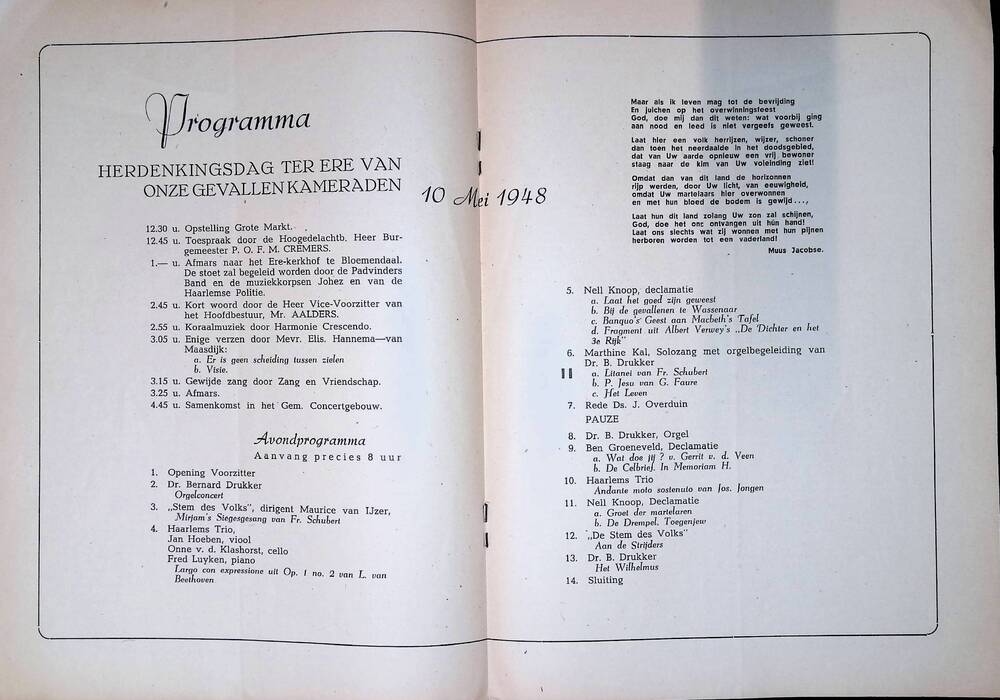 Programma
HERDENKINGSDAG TER ERE VAN
ONZE GEVALLEN KAMERADEN
10 Mei 1948
12.30 u. Opstelling Grote Markt.
12.45 u. Toespraak door de Hoogedelachtb. Heer Bur-
gemeester P. O. F. M. CREMERS.
1.— u. Afmars naar het Ere-kerkhof te Bloemendaal.
De stoet zal begeleid worden door de Padvinders
Band en de muziekkorpsen Johez en van de
Haarlemse Politie.
2.45 u. Kort woord door de Heer Vice-Voorzitter van
het Hoofdbestuur, Mr. AALDERS.
2.55 u. Koraalmuziek door Harmonie Crescendo.
3.05 u. Enige verzen door Mevr. Elis. Hannema—van
Maasdijk:
a. Er is geen scheiding tussen zielen
b. Visie.
3.15 u. Gewijde zang door Zang en Vriendschap.
3.25 u. Afmars.
4.45 u. Samenkomst in het Gem. Concertgebouw.
Avondprogramma
Aanvang precies 8 uur
1. Opening Voorzitter
2. Dr. Bernard Drukker
Orgelconcert
3. „Stem des Volks", dirigent Maurice van IJzer,
Mirjam's Siegesgesang van Fr. Schubert
4. Haarlems Trio,
Jan Hoeben, viool
Onne v. d. Klashorst, cello
Fred Luyken, piano
Largo con expressione uit Op. 1 no. 2 van L. van
Beethoven
Maar als ik leven mag tot de bevrijding
En juichen op het overwinningsfeest
God, doe mij dan dit weten: wat voorbij ging
aan nood en leed is niet vergeefs geweest.
Laat hier een volk herrijzen, wijzer, schoner
dan toen het neerdaalde in het doodsgebied,
dat van Uw aarde opnieuw een vrij bewoner
staag naar de kim van Uw voleinding ziet!
Omdat dan van dit land de horizonnen
rijp werden, door Uw licht, van eeuwigheid,
omdat Uw martelaars hier overwonnen
en met hun bloed de bodem is gewijd....,
Laat hun dit land zolang Uw zon zal schijnen,
God, doe het onc ontvangen uit hùn hand!
Laat ons slechts wat zij wonnen met hun pijnen
herboren worden tot een vaderland!
Muus Jacobse.
5. Nell Knoop, declamatie
a. Laat het goed zijn geweest
b. Bij de gevallenen te Wassenaar
c. Banquo's Geest aan Macbeth's Tafel
d. Fragment uit Albert Verwey's „De Dichter en het
3e Rijk"
6. Marthine Kal, Solozang met orgelbegeleiding van
Dr. B. Drukker
a. Litanei van Fr. Schubert
b. P. Jesu van G. Faure
c. Het Leven
7. Rede Ds. J. Overduin
PAUZE
8. Dr. B. Drukker, Orgel
9. Ben Groeneveld, Declamatie
a. Wat doe jij ? v. Gerrit v. d. Veen
b. De Celbrief. In Memoriam H.
10. Haarlems Trio
Andante moto sostenuto van Jos. Jongen
11. Nell Knoop, Declamatie
a. Groet der martelaren
b. De Drempel. Toegenjew
12. „De Stem des Volks"
Aan de Strijders
13. Dr. B. Drukker
Het Wilhelmus
14. Sluiting